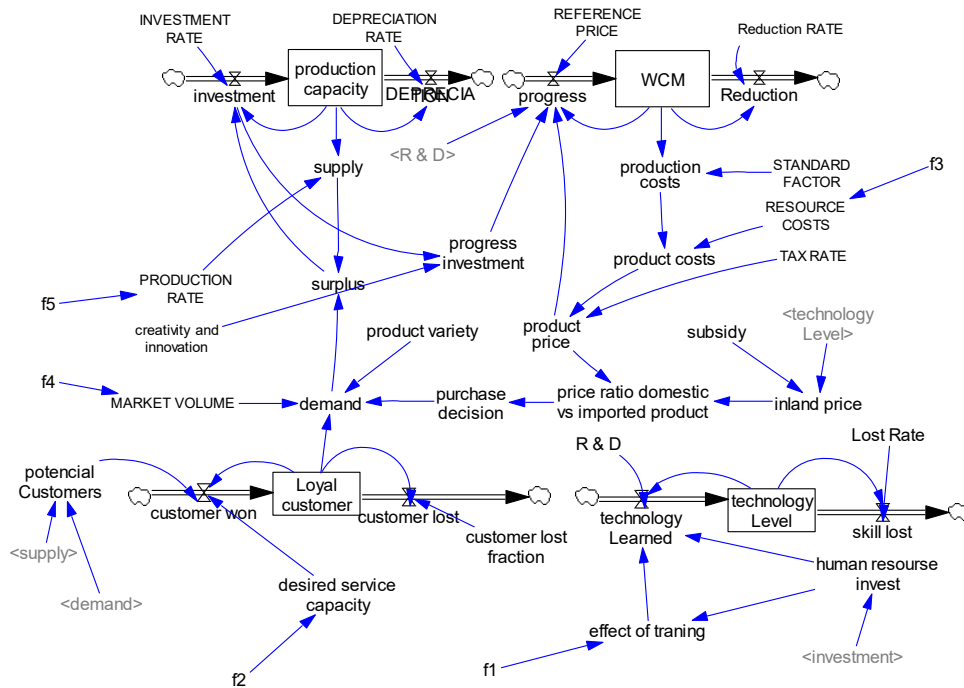 INVESTMENT
RATE
DEPRECIATION
RATE
REFERENCE
PRICE
Reduction RATE
production
capacity
WCM
investment
DEPRECIA
TION
progress
Reduction
<R & D>
supply
production
costs
STANDARD
FACTOR
f3
RESOURCE
COSTS
progress
investment
product costs
TAX RATE
surplus
PRODUCTION
RATE
f5
creativity and
innovation
product variety
product
price
subsidy
<technology
Level>
f4
MARKET VOLUME
demand
purchase
decision
price ratio domestic
vs imported product
inland price
R & D
Lost Rate
potencial
Customers
Loyal
customer
customer won
customer lost
technology
Level
technology
Learned
skill lost
customer lost
fraction
<supply>
<demand>
desired service
capacity
human resourse
invest
effect of traning
<investment>
f2
f1